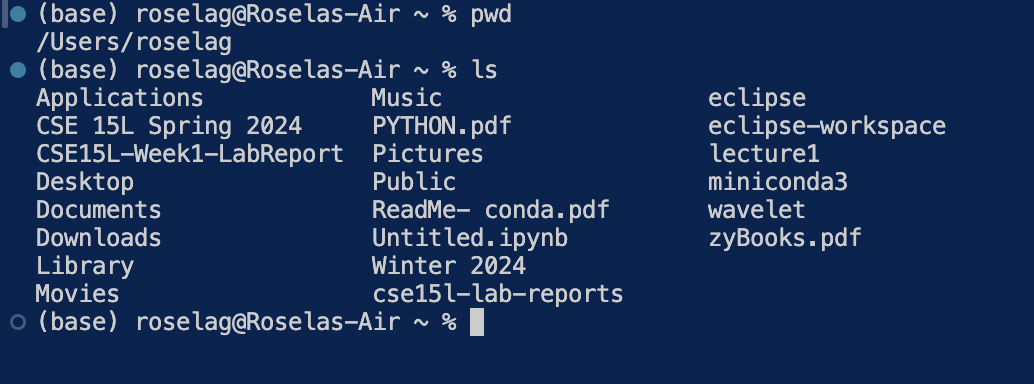 (base) roselag@Roselas-Air ~ % pwd
/Users/roselag
(base) roselag@Roselas-Air ~ % ls
Applications Music eclipse
CSE 15L Spring 2024 PYTHON.pdf eclipse-workspace
CSE15L-Week1-LabReport Pictures lecture1
Desktop Public miniconda3
Documents ReadMe- conda.pdf wavelet
Downloads Untitled.ipynb zyBooks.pdf
Library Winter 2024
Movies cse15l-lab-reports
(base) roselag@Roselas-Air ~ %